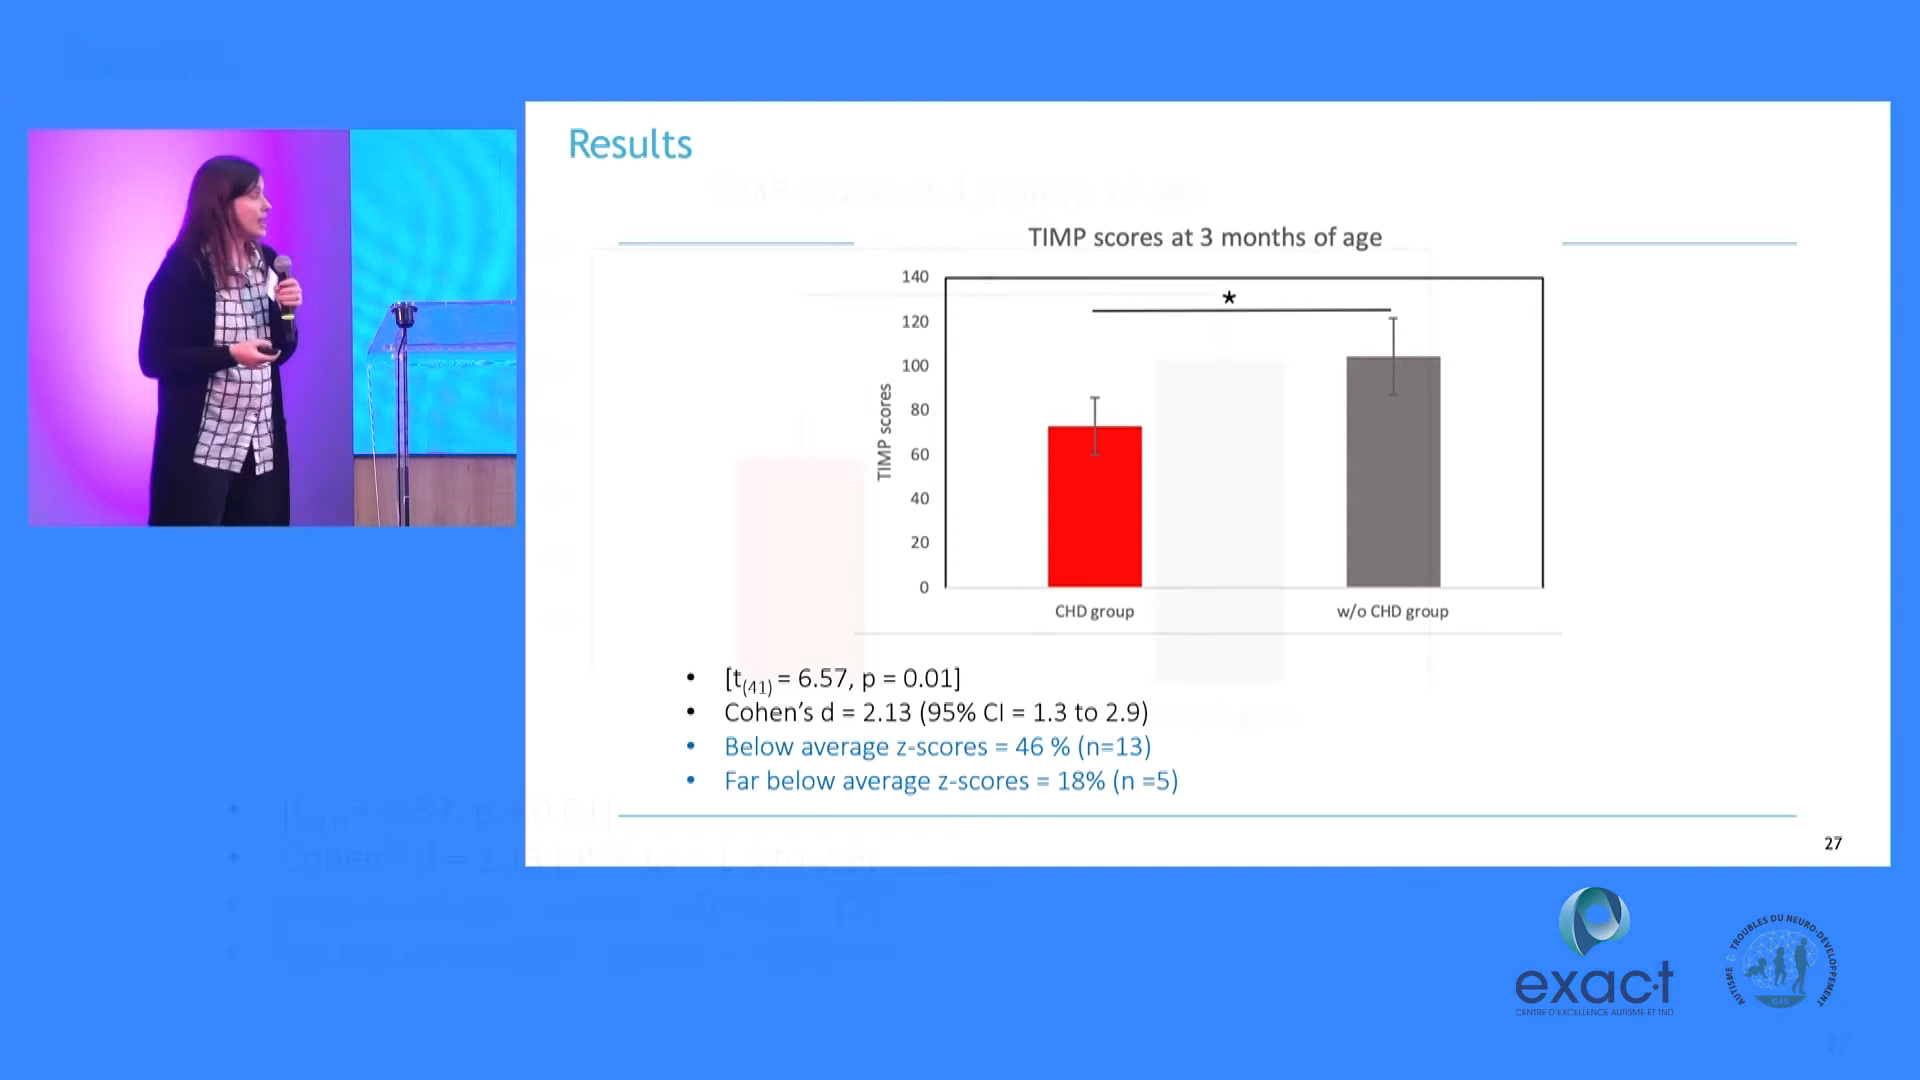 Results
TIMP scores at 3 months of age
140
120
100
80
60
40
20
0
TIMP scores
*
CHD group
w/o CHD group
• [t(41) = 6.57, p = 0.01]
• Cohen's d = 2.13 (95% CI = 1.3 to 2.9)
• Below average z-scores = 46 % (n=13)
• Far below average z-scores = 18% (n =5)
27
exac·t
CENTRE D'EXCELLENCE AUTISME ET TND
AUTISME & TROUBLES DU NEURO-DÉVELOPPEMENT
GIS